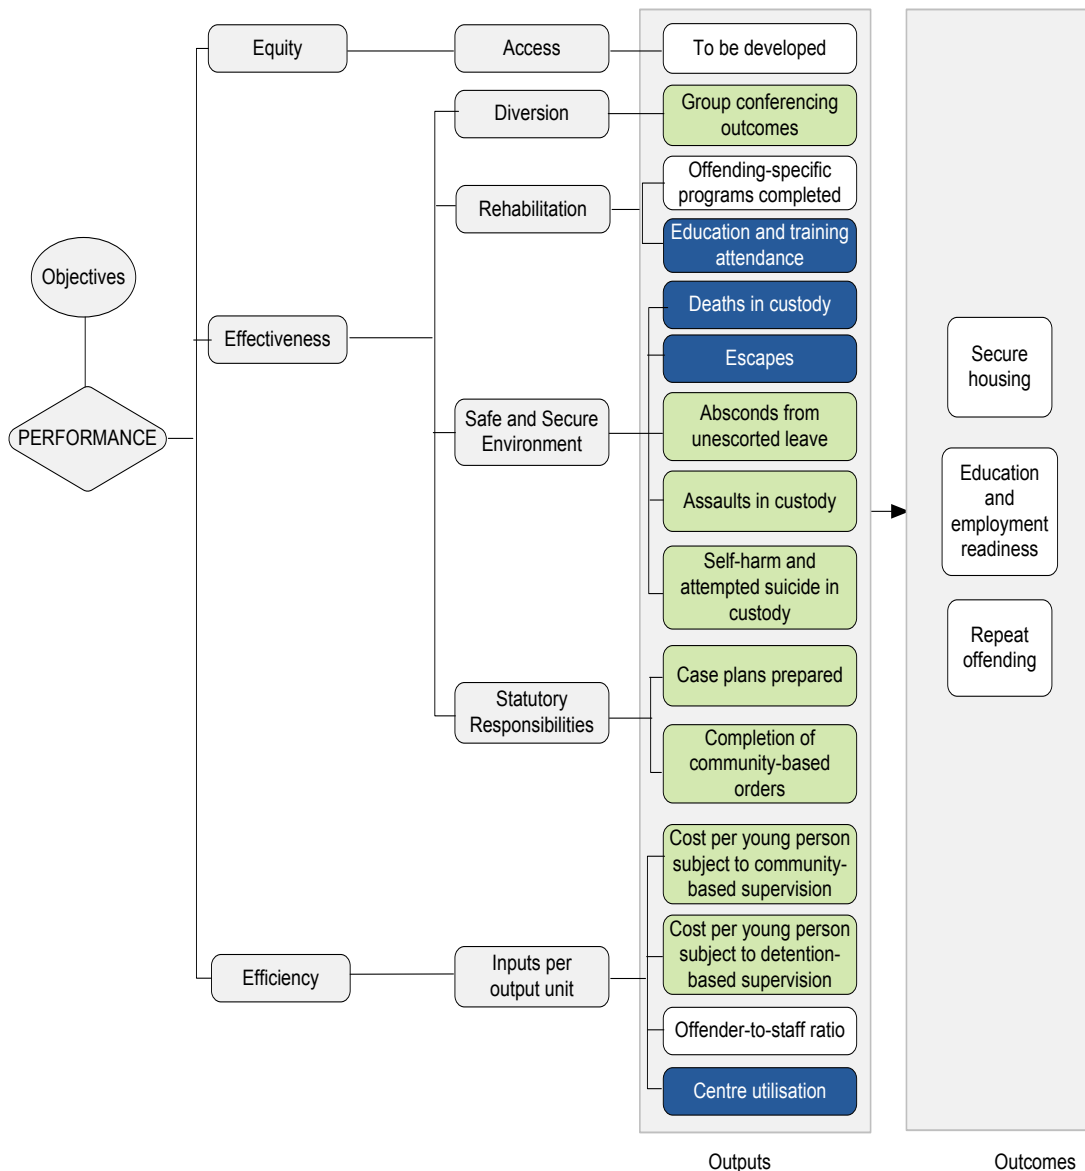 Objectives
PERFORMANCE
Equity
Access
To be developed
Effectiveness
Diversion
Group conferencing
outcomes
Rehabilitation
Offending-specific
programs completed
Education and training
attendance
Safe and Secure
Environment
Deaths in custody
Escapes
Absconds from
unescorted leave
Assaults in custody
Self-harm and
attempted suicide in
custody
Statutory
Responsibilities
Case plans prepared
Completion of
community-based
orders
Efficiency
Inputs per
output unit
Cost per young person
subject to community-
based supervision
Cost per young person
subject to detention-
based supervision
Offender-to-staff ratio
Centre utilisation
Outputs
Secure
housing
Education
and
employment
readiness
Repeat
offending
Outcomes